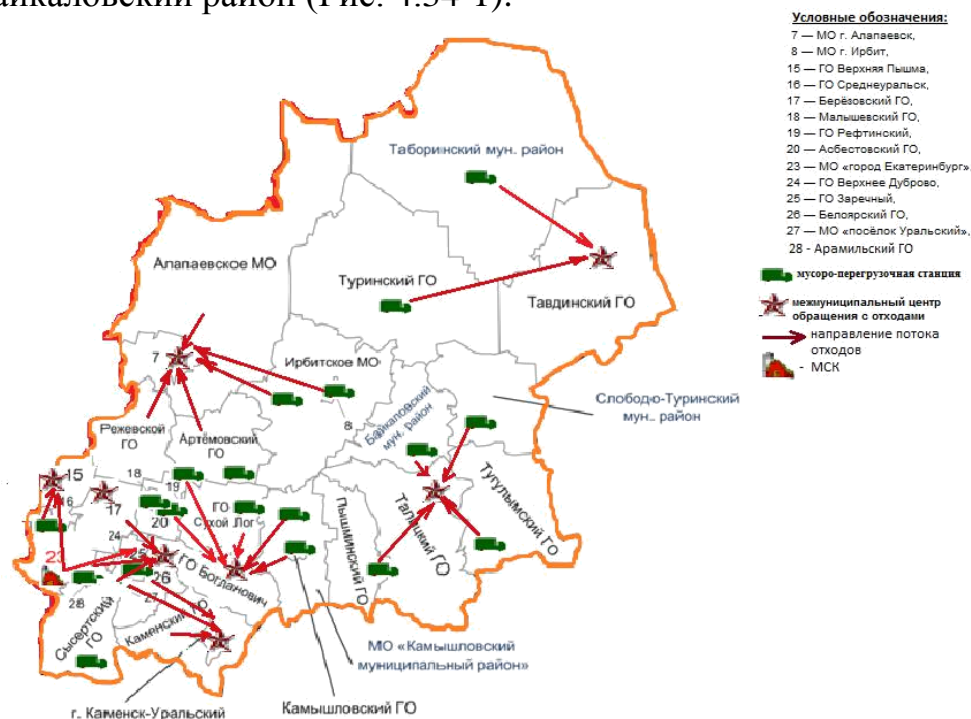 айкаловский район (Рис. 4.34-1).
Условные обозначения:
7 — МО г. Алапаевск,
8 — МО г. Ирбит,
15 — ГО Верхняя Пышма,
16 — ГО Среднеуральск,
17 — Берёзовский ГО,
18 — Малышевский ГО,
19 — ГО Рефтинский,
20 — Асбестовский ГО,
23 — МО «город Екатеринбург»,
24 — ГО Верхнее Дуброво,
25 — ГО Заречный,
26 — Белоярский ГО,
27 — МО «посёлок Уральский»,
28 - Арамильский ГО
мусоро-перегрузочная станция
межмуниципальный центр
обращения с отходами
направление потока
отходов
- МСК
Таборинский мун. район
Алапаевское МО
Туринский ГО
Тавдинский ГО
7
Ирбитское МО
Слободо-Туринский
мун. район
Байкаловский
мун. район
8
Режевской
ГО
Артёмовский
ГО
15
18
19
16
17
20
ГО
Сухой Лог
Пышминский ГО
Талицкий ГО
Тугулымский ГО
23
24
25
26
ГО Богданович
27
28
Сысертский
ГО
Каменский ГО
МО «Камышловский
муниципальный район»
г. Каменск-Уральский
Камышловский ГО